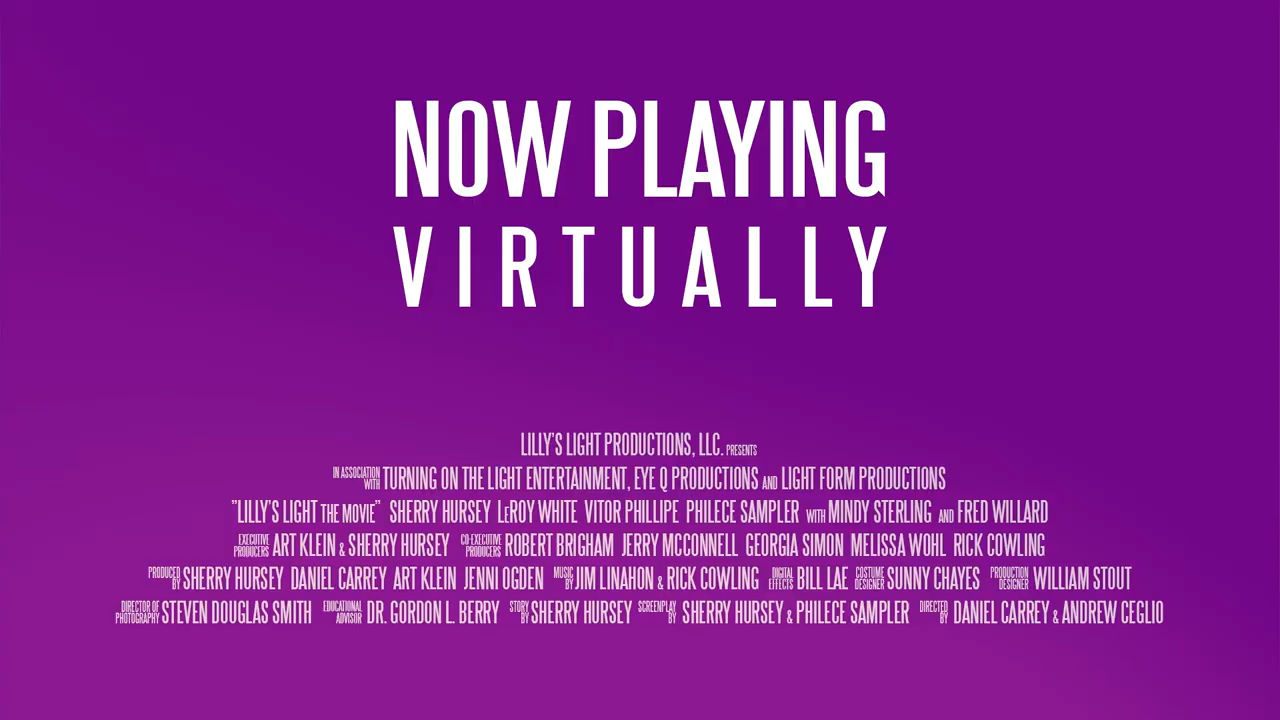 NOW PLAYING
VIRTUALLY
LILLY'S LIGHT PRODUCTIONS, LLC. PRESENTS
IN ASSOCIATION WITH TURNING ON THE LIGHT ENTERTAINMENT, EYE Q PRODUCTIONS AND LIGHT FORM PRODUCTIONS
"LILLY'S LIGHT THE MOVIE" SHERRY HURSEY LeROY WHITE VITOR PHILLIPE PHILECE SAMPLER WITH MINDY STERLING AND FRED WILLARD
EXECUTIVE PRODUCERS ART KLEIN & SHERRY HURSEY CO-EXECUTIVE PRODUCERS ROBERT BRIGHAM JERRY MCCONNELL GEORGIA SIMON MELISSA WOHL RICK COWLING
PRODUCED BY SHERRY HURSEY DANIEL CARREY ART KLEIN JENNI OGDEN MUSIC BY JIM LINAHON & RICK COWLING DIGITAL EFFECTS BILL LAE COSTUME DESIGNER SUNNY CHAYES PRODUCTION DESIGNER WILLIAM STOUT
DIRECTOR OF PHOTOGRAPHY STEVEN DOUGLAS SMITH EDUCATIONAL ADVISOR DR. GORDON L. BERRY STORY BY SHERRY HURSEY SCREENPLAY BY SHERRY HURSEY & PHILECE SAMPLER DIRECTED BY DANIEL CARREY & ANDREW CEGLIO